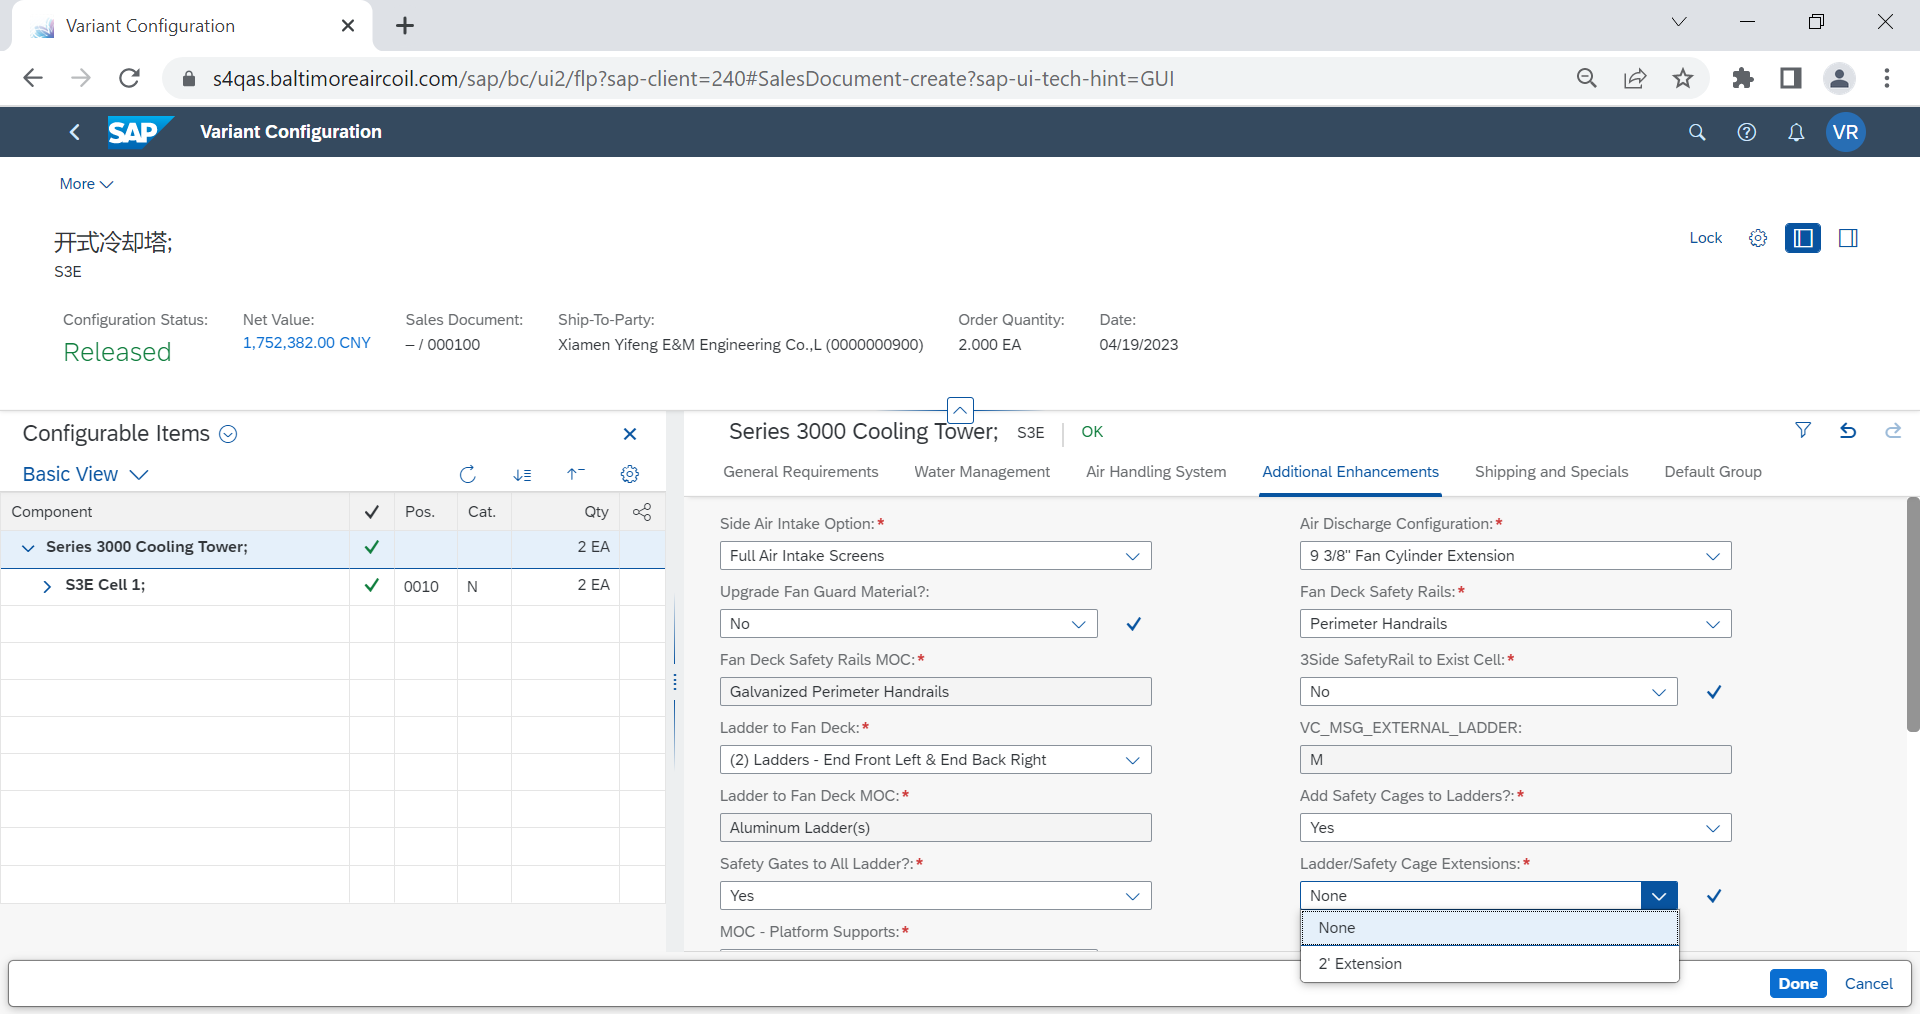 Variant Configuration
s4qas.baltimoreaircoil.com/sap/bc/ui2/flp?sap-client=240#SalesDocument-create?sap-ui-tech-hint=GUI
SAP Variant Configuration VR
More
开式冷却塔;
S3E
Lock
Configuration Status: Net Value: Sales Document: Ship-To-Party: Order Quantity: Date:
Released 1,752,382.00 CNY – / 000100 Xiamen Yifeng E&M Engineering Co.,L (0000000900) 2.000 EA 04/19/2023
Configurable Items
Basic View
Component Pos. Cat. Qty
Series 3000 Cooling Tower; 2 EA
S3E Cell 1; 0010 N 2 EA
Series 3000 Cooling Tower; S3E OK
General Requirements Water Management Air Handling System Additional Enhancements Shipping and Specials Default Group
Side Air Intake Option:* Air Discharge Configuration:*
Full Air Intake Screens 9 3/8" Fan Cylinder Extension
Upgrade Fan Guard Material?: Fan Deck Safety Rails:*
No Perimeter Handrails
Fan Deck Safety Rails MOC:* 3Side SafetyRail to Exist Cell:*
Galvanized Perimeter Handrails No
Ladder to Fan Deck:* VC_MSG_EXTERNAL_LADDER:
(2) Ladders - End Front Left & End Back Right M
Ladder to Fan Deck MOC:* Add Safety Cages to Ladders?:*
Aluminum Ladder(s) Yes
Safety Gates to All Ladder?:* Ladder/Safety Cage Extensions:*
Yes None
MOC - Platform Supports:* None
2' Extension
Done Cancel